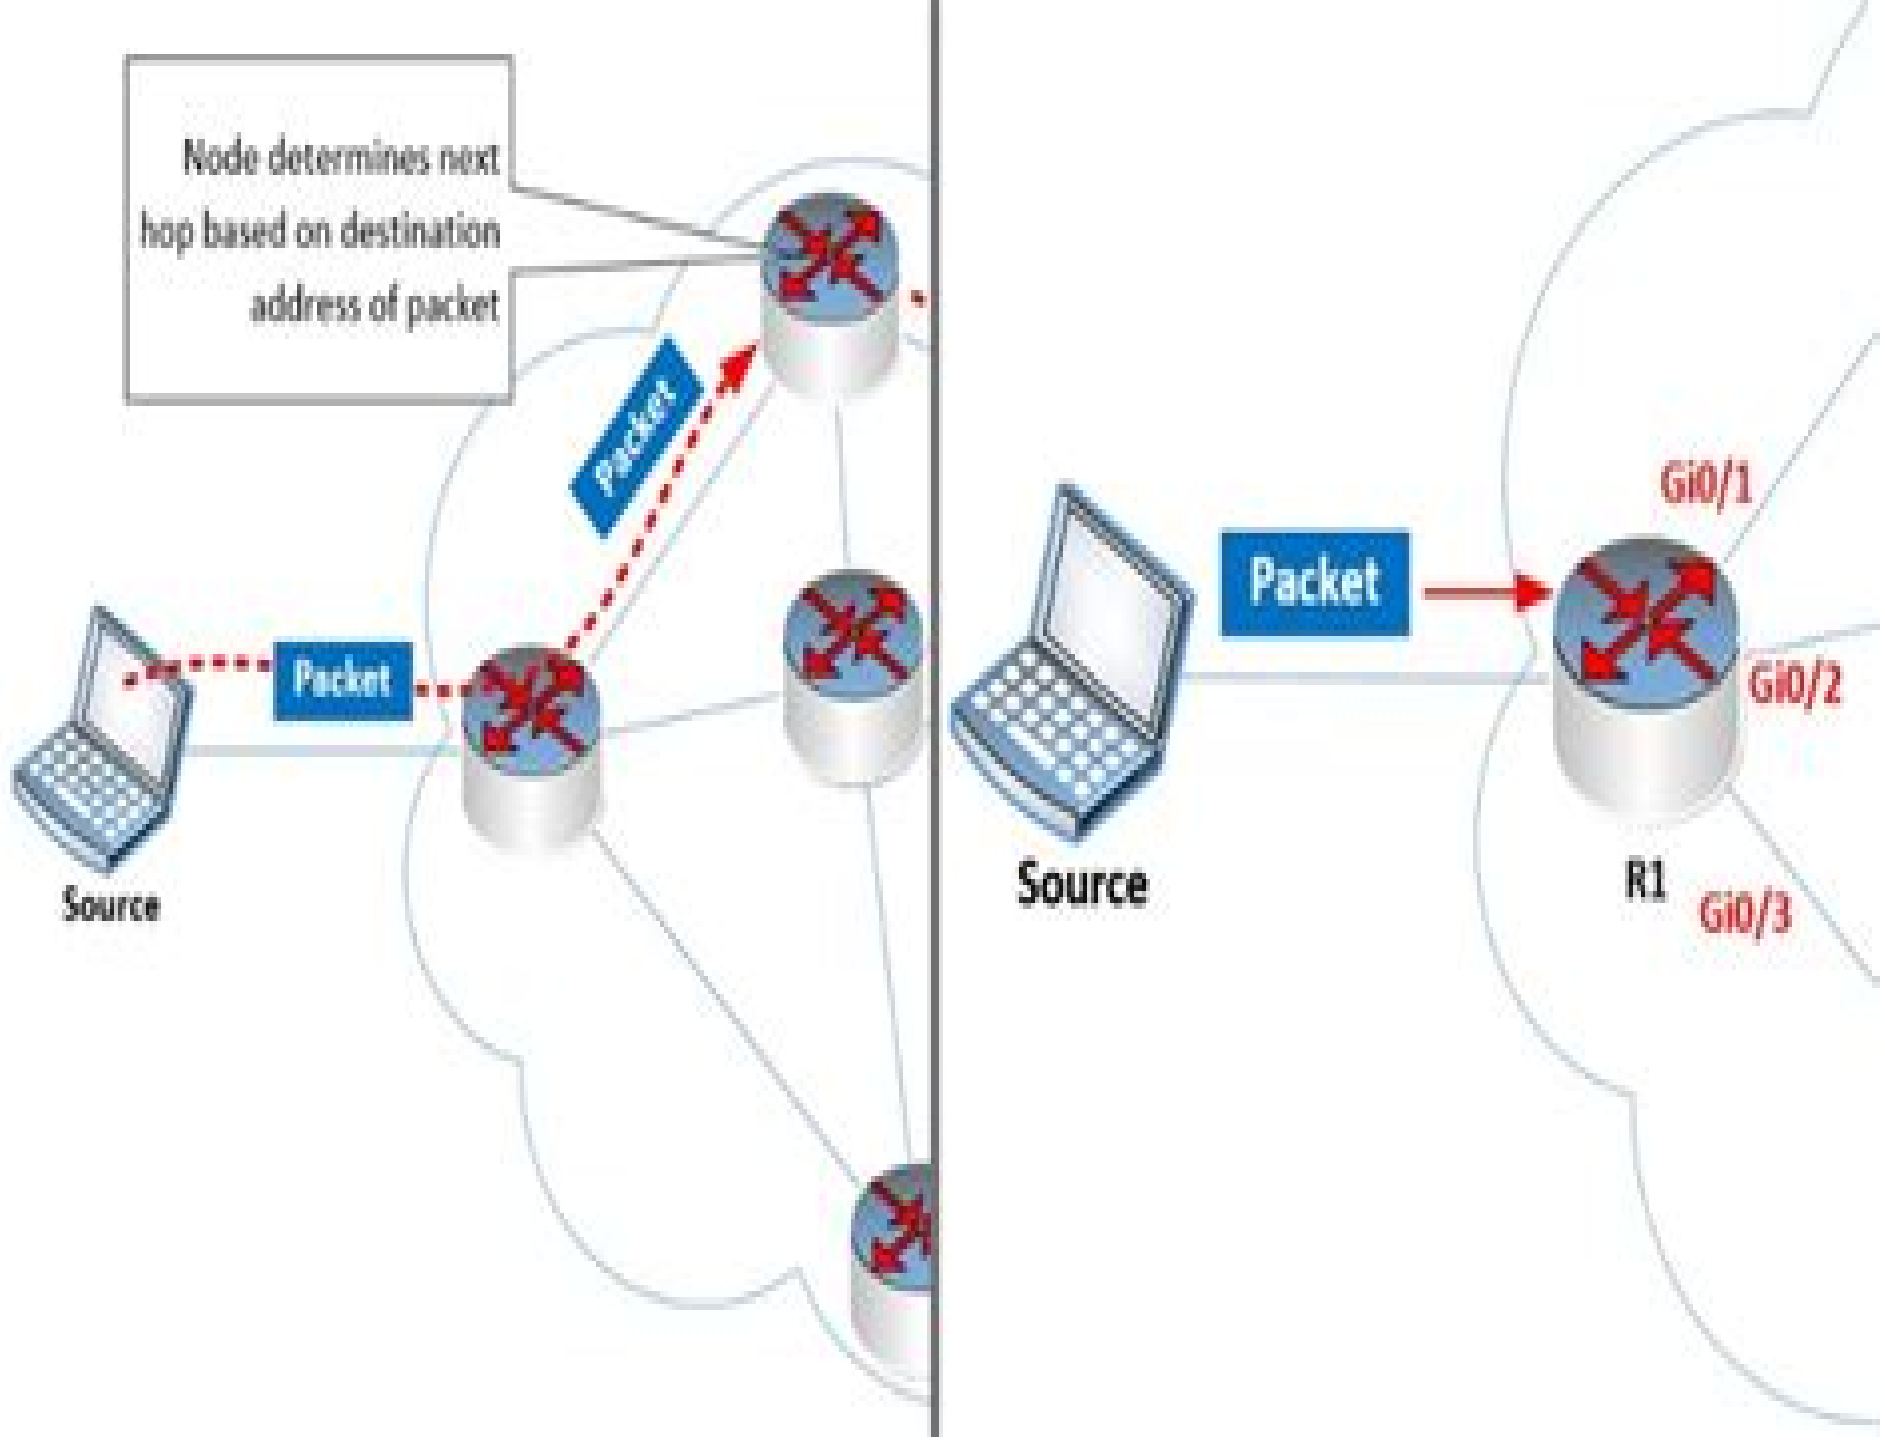 Node determines next
hop based on destination
address of packet
Packet
Packet
Source
Packet
Source
Gi0/1
Gi0/2
R1
Gi0/3